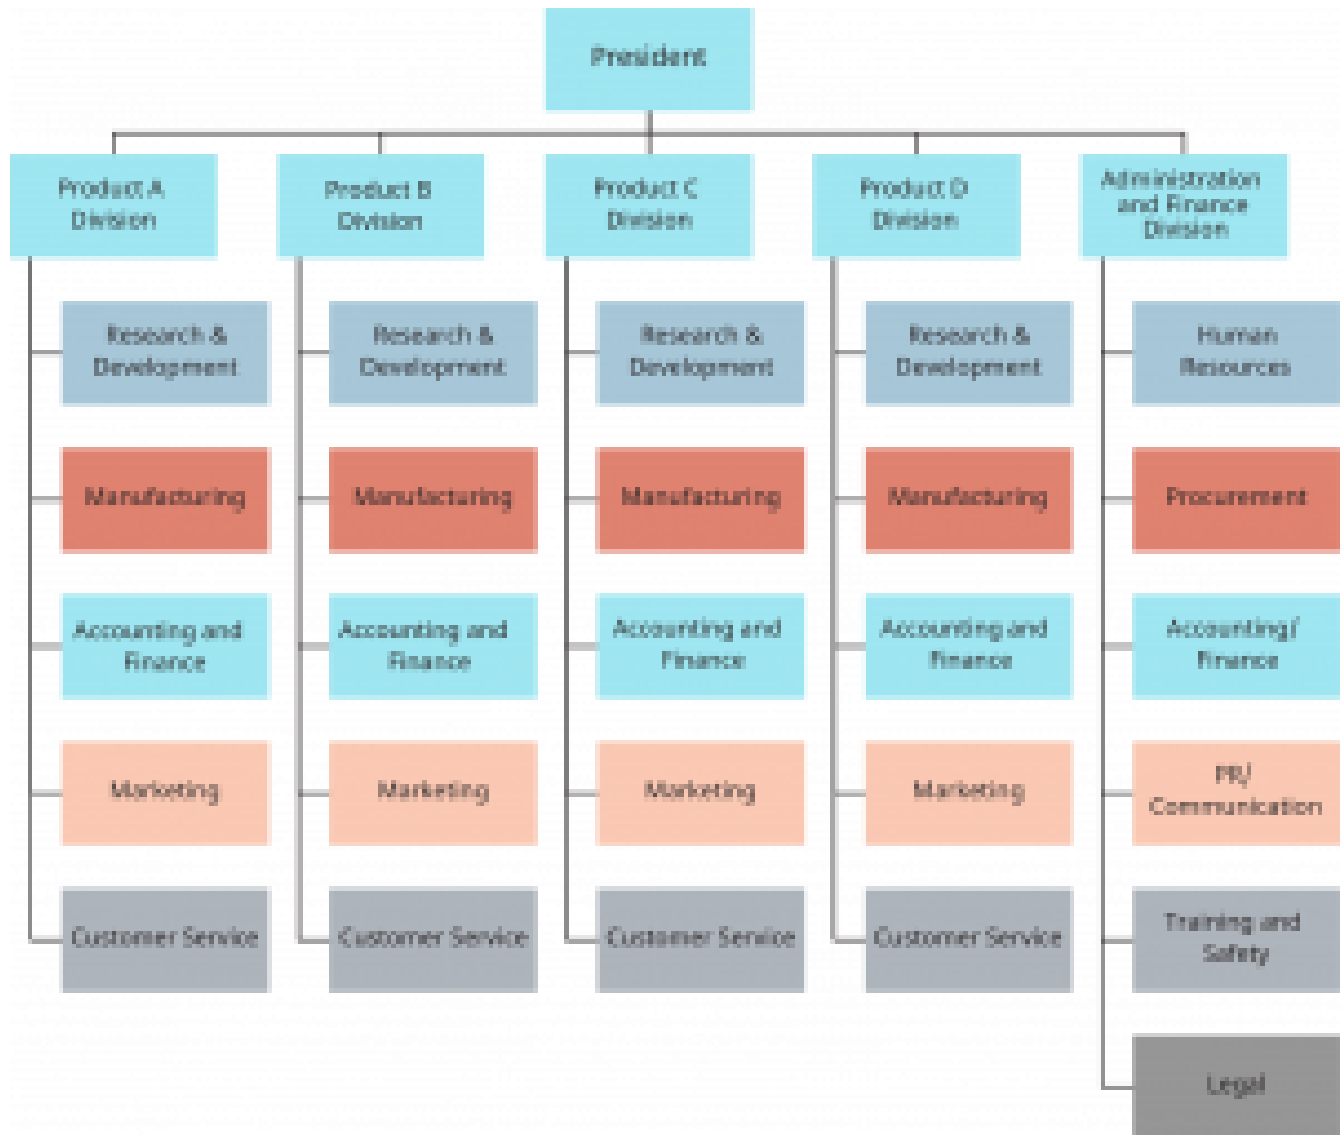 President
Product A
Division
Product B
Division
Product C
Division
Product D
Division
Administration
and Finance
Division
Research &
Development
Research &
Development
Research &
Development
Research &
Development
Human
Resources
Manufacturing
Manufacturing
Manufacturing
Manufacturing
Procurement
Accounting and
Finance
Accounting and
Finance
Accounting and
Finance
Accounting and
Finance
Accounting/
Finance
Marketing
Marketing
Marketing
Marketing
PR/
Communication
Customer Service
Customer Service
Customer Service
Customer Service
Training and
Safety
Legal